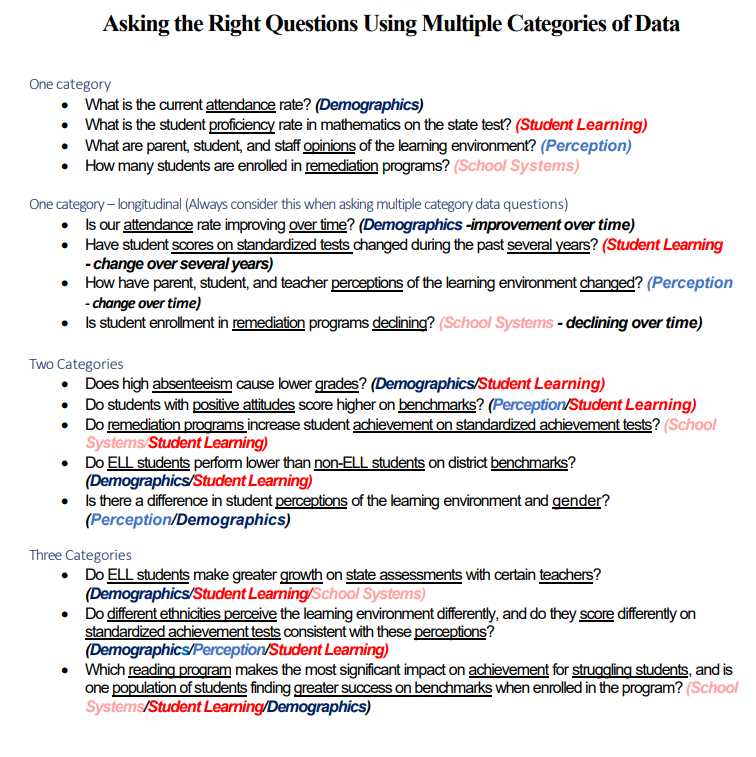 Asking the Right Questions Using Multiple Categories of Data
One category
• What is the current attendance rate? (Demographics)
• What is the student proficiency rate in mathematics on the state test? (Student Learning)
• What are parent, student, and staff opinions of the learning environment? (Perception)
• How many students are enrolled in remediation programs? (School Systems)
One category – longitudinal (Always consider this when asking multiple category data questions)
• Is our attendance rate improving over time? (Demographics -improvement over time)
• Have student scores on standardized tests changed during the past several years? (Student Learning
- change over several years)
• How have parent, student, and teacher perceptions of the learning environment changed? (Perception
- change over time)
• Is student enrollment in remediation programs declining? (School Systems - declining over time)
Two Categories
• Does high absenteeism cause lower grades? (Demographics/Student Learning)
• Do students with positive attitudes score higher on benchmarks? (Perception/Student Learning)
• Do remediation programs increase student achievement on standardized achievement tests? (School
Systems/Student Learning)
• Do ELL students perform lower than non-ELL students on district benchmarks?
(Demographics/Student Learning)
• Is there a difference in student perceptions of the learning environment and gender?
(Perception/Demographics)
Three Categories
• Do ELL students make greater growth on state assessments with certain teachers?
(Demographics/Student Learning/School Systems)
• Do different ethnicities perceive the learning environment differently, and do they score differently on
standardized achievement tests consistent with these perceptions?
(Demographics/Perception/Student Learning)
• Which reading program makes the most significant impact on achievement for struggling students, and is
one population of students finding greater success on benchmarks when enrolled in the program? (School
Systems/Student Learning/Demographics)